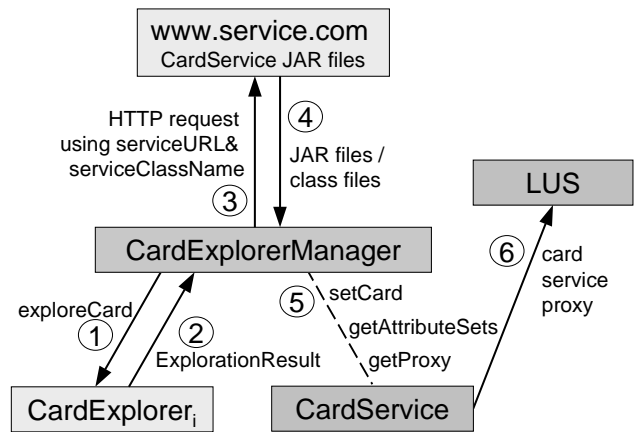 www.service.com
CardService JAR files
HTTP request
using serviceURL&
serviceClassName
3
4
JAR files /
class files
LUS
CardExplorerManager
6
card
service
proxy
exploreCard
1
2
ExplorationResult
5
setCard
getAttributeSets
getProxy
CardExplorer i
CardService